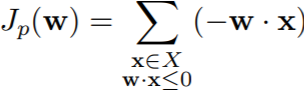 J_p(𝐰) = ∑_{𝐱∈X, 𝐰·𝐱≤0} (−𝐰 · 𝐱)